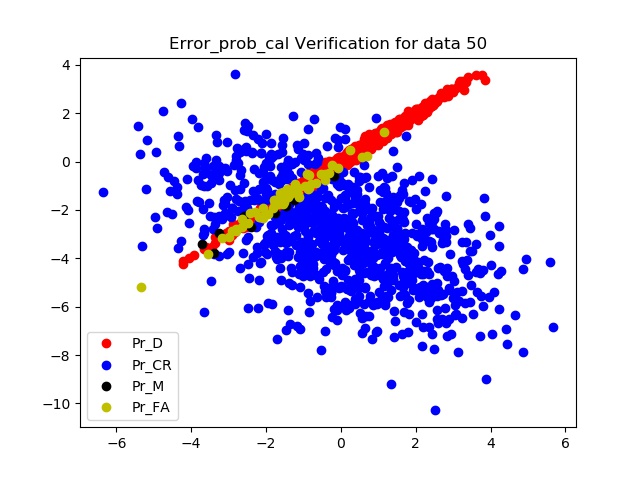 Error_prob_cal Verification for data 50
4
2
0
−2
−4
−6
−8
−10
Pr_D
Pr_CR
Pr_M
Pr_FA
−6 −4 −2 0 2 4 6